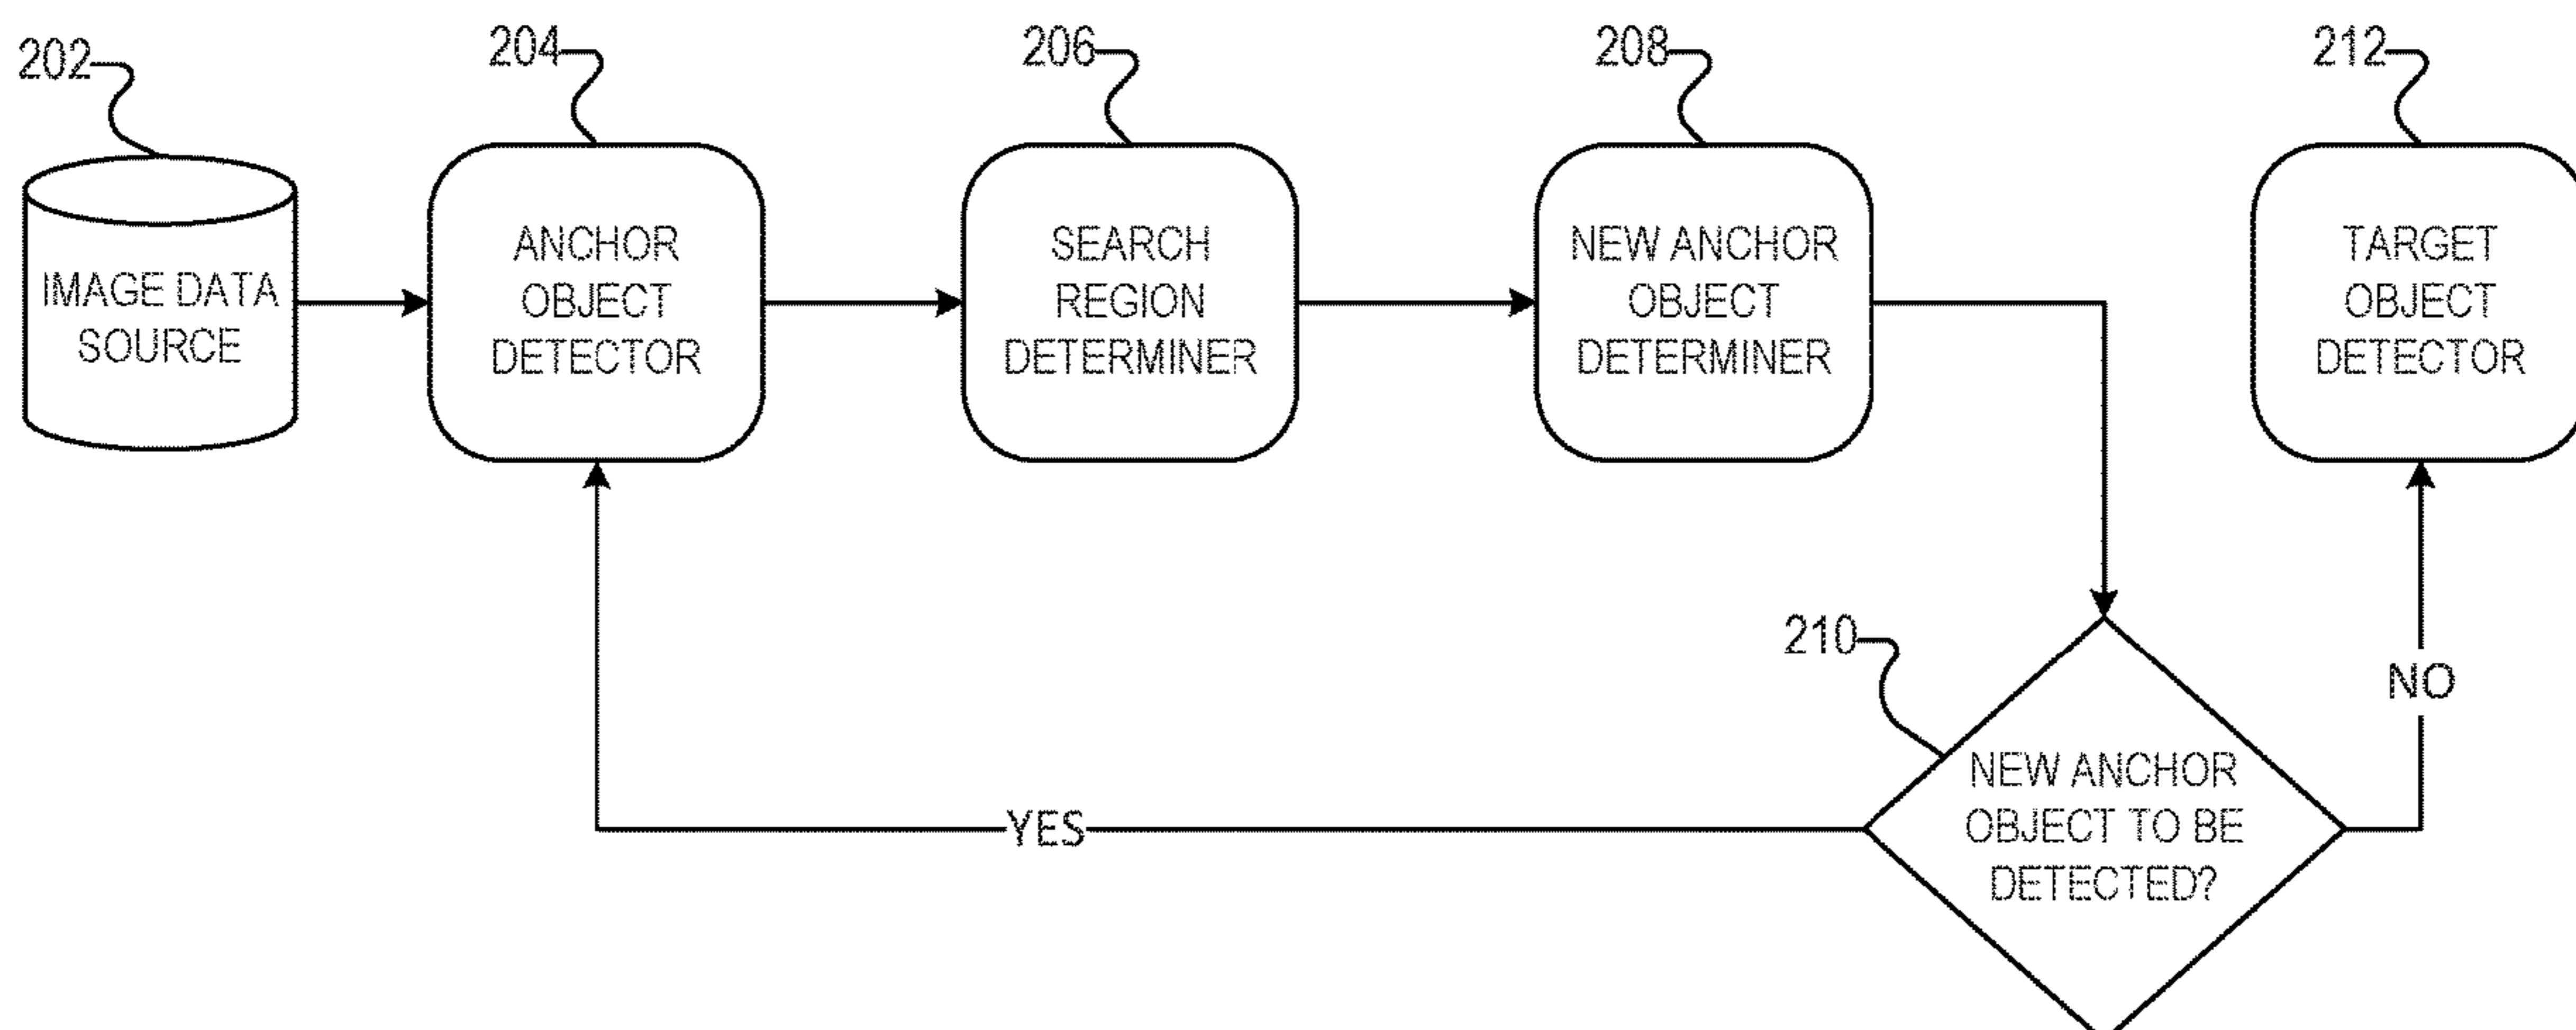 202
204
206
208
212
IMAGE DATA
SOURCE
ANCHOR
OBJECT
DETECTOR
SEARCH
REGION
DETERMINER
NEW ANCHOR
OBJECT
DETERMINER
TARGET
OBJECT
DETECTOR
210
NO
NEW ANCHOR
OBJECT TO BE
DETECTED?
YES